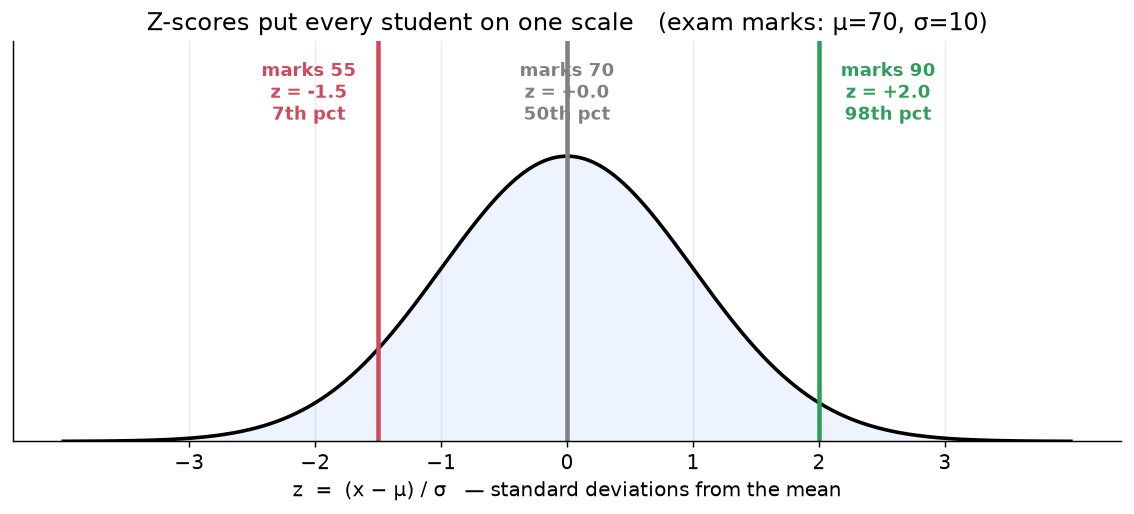 Z-scores put every student on one scale (exam marks: μ=70, σ=10)
marks 55
z = -1.5
7th pct
marks 70
z = +0.0
50th pct
marks 90
z = +2.0
98th pct
−3 −2 −1 0 1 2 3
z = (x − μ) / σ — standard deviations from the mean